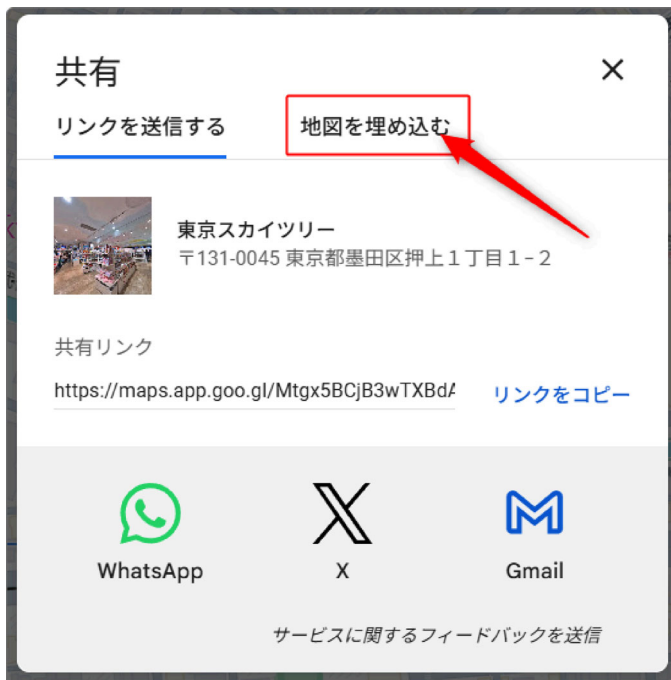 共有
リンクを送信する 地図を埋め込む
東京スカイツリー
〒131-0045 東京都墨田区押上１丁目１−２
共有リンク
https://maps.app.goo.gl/Mtgx5BCjB3wTXBdA リンクをコピー
WhatsApp X Gmail
サービスに関するフィードバックを送信